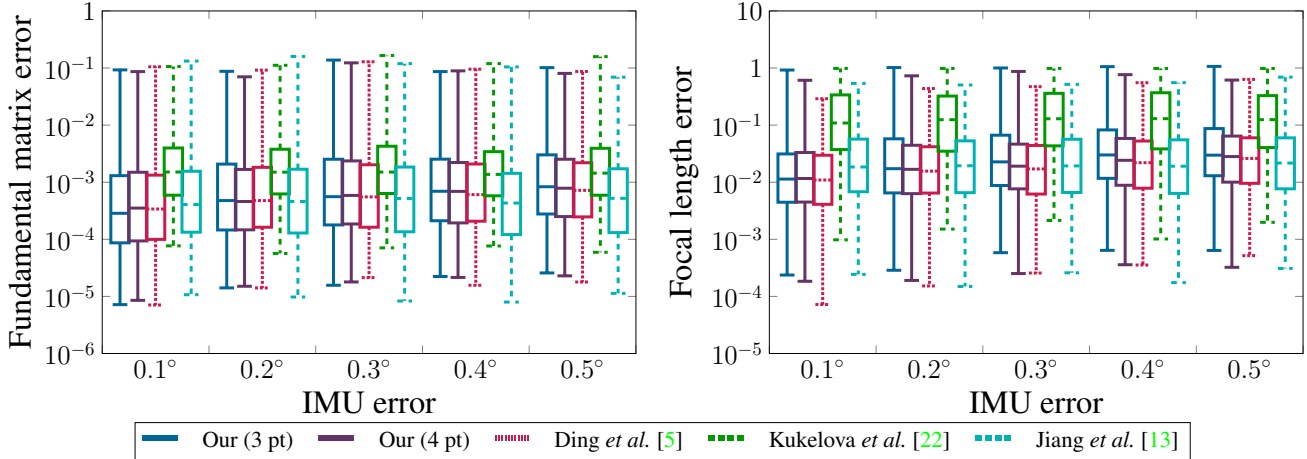 Fundamental matrix error
1
10⁻¹
10⁻²
10⁻³
10⁻⁴
10⁻⁵
10⁻⁶
0.1° 0.2° 0.3° 0.4° 0.5°
IMU error
Focal length error
10
1
10⁻¹
10⁻²
10⁻³
10⁻⁴
10⁻⁵
0.1° 0.2° 0.3° 0.4° 0.5°
IMU error
Our (3 pt) Our (4 pt) Ding et al. [5] Kukelova et al. [22] Jiang et al. [13]